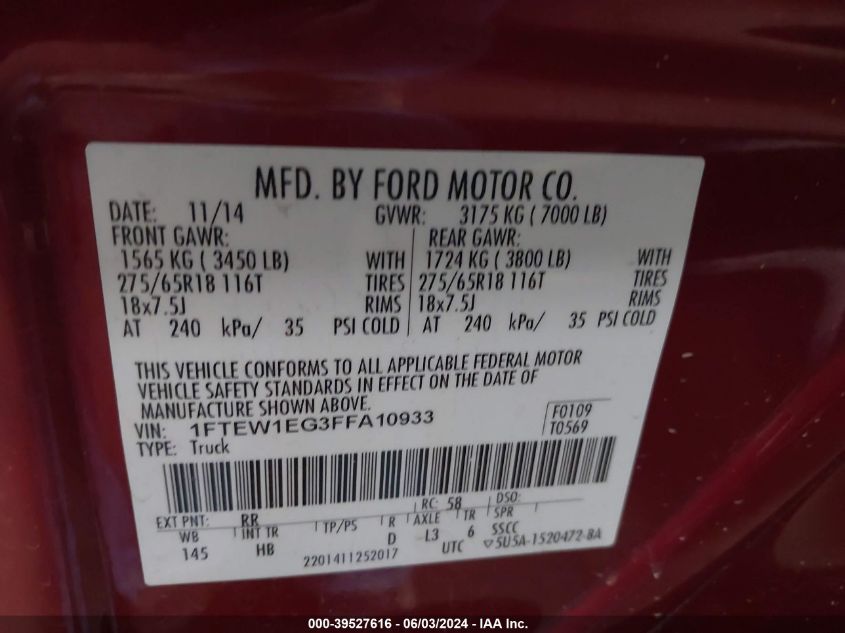 MFD. BY FORD MOTOR CO.
DATE: 11/14 GVWR: 3175 KG ( 7000 LB)
FRONT GAWR: REAR GAWR:
1565 KG ( 3450 LB) WITH 1724 KG ( 3800 LB) WITH
275/65R18 116T TIRES 275/65R18 116T TIRES
18x7.5J RIMS 18x7.5J RIMS
AT 240 kPa/ 35 PSI COLD AT 240 kPa/ 35 PSI COLD
THIS VEHICLE CONFORMS TO ALL APPLICABLE FEDERAL MOTOR
VEHICLE SAFETY STANDARDS IN EFFECT ON THE DATE OF
MANUFACTURE SHOWN ABOVE.
VIN: 1FTEW1EG3FFA10933 F0109
TYPE: Truck T0569
RC: 58 DSO:
EXT PNT: RR
WB INT TR TP/PS R AXLE TR SPR
145 HB D L3 6 SSCC
2201411252017 UTC ▽5U5A-1520472-BA
000-39527616 - 06/03/2024 - IAA Inc.